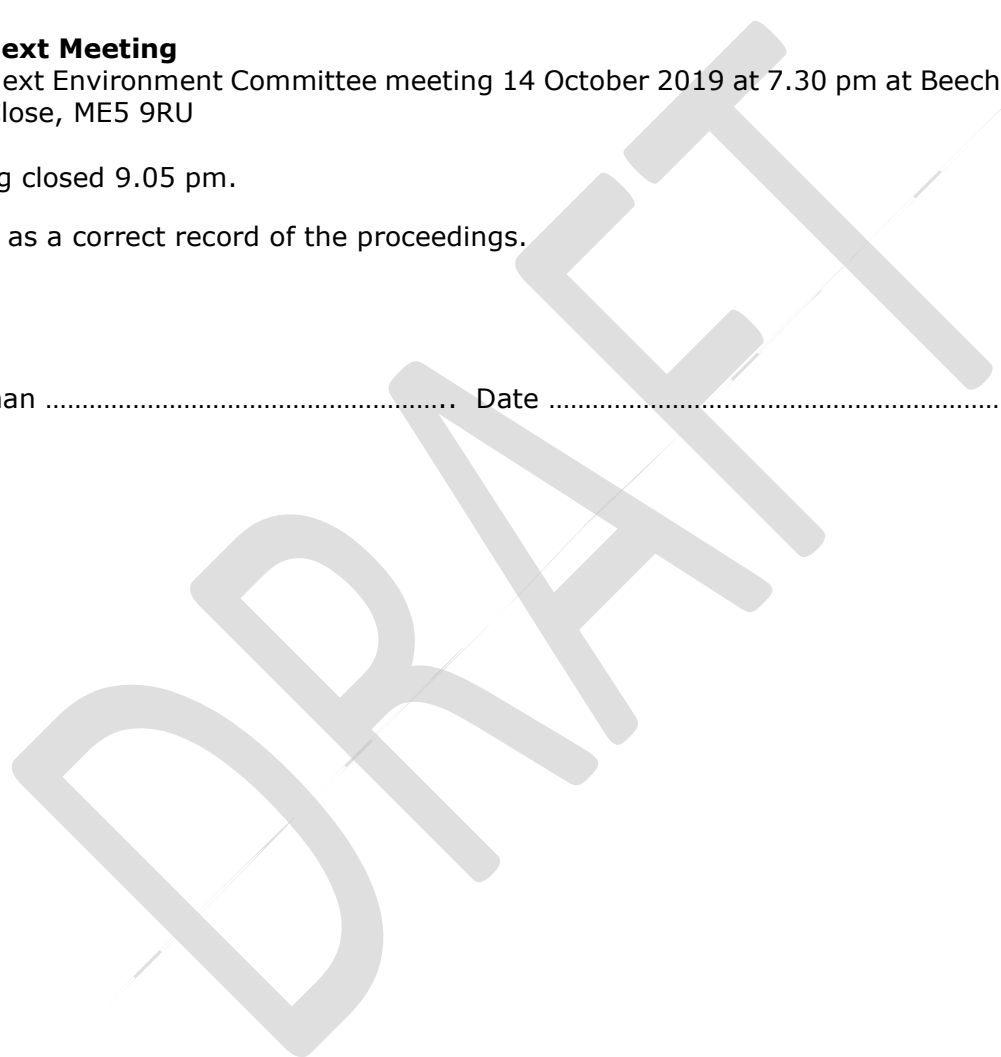 ext Meeting
ext Environment Committee meeting 14 October 2019 at 7.30 pm at Beech
lose, ME5 9RU
g closed 9.05 pm.
as a correct record of the proceedings.
an ………………………………………………….. Date …………………………………………………………
DRAFT